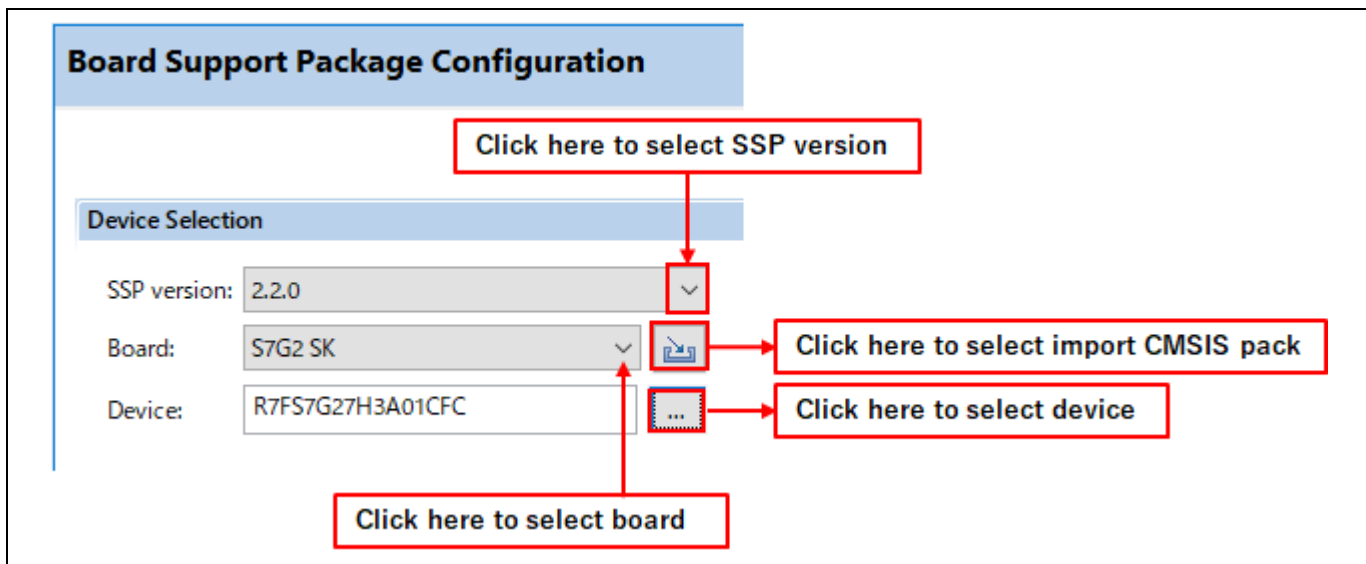 Board Support Package Configuration
Click here to select SSP version
Device Selection
SSP version: 2.2.0
Board: S7G2 SK
Click here to select import CMSIS pack
Device: R7FS7G27H3A01CFC ...
Click here to select device
Click here to select board